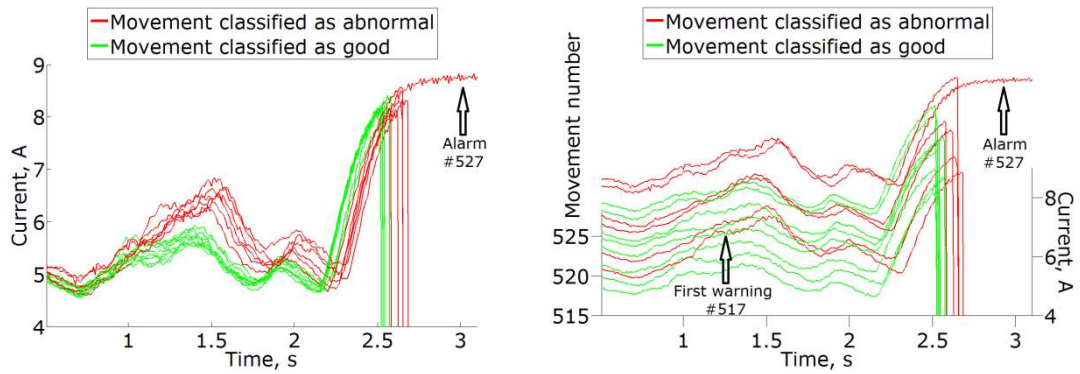 Movement classified as abnormal
Movement classified as good
9
8
7
6
5
4
Current, A
1
1.5
2
2.5
3
Time, s
Alarm
#527
Movement classified as abnormal
Movement classified as good
Movement number
525
520
515
1
1.5
2
2.5
3
Time, s
First warning
#517
Alarm
#527
8
6
4
Current, A